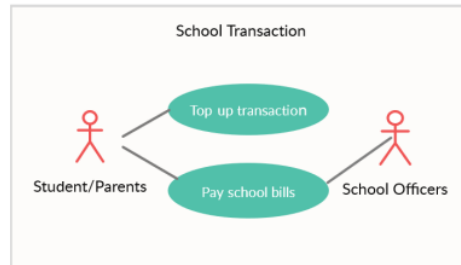 School Transaction
Top up transaction
Student/Parents
Pay school bills
School Officers